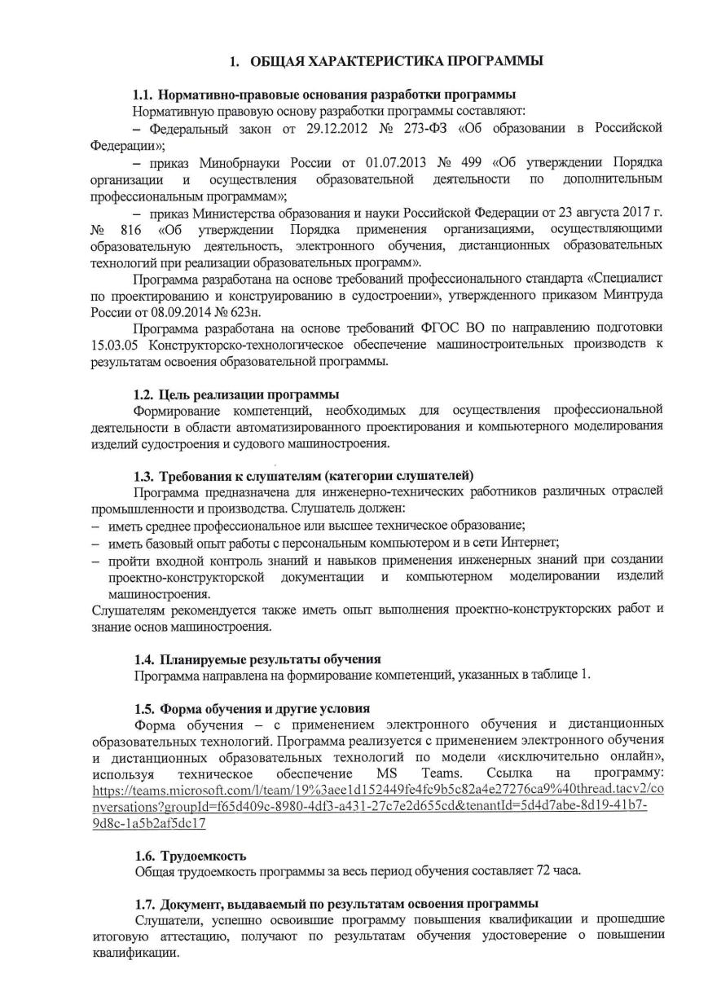 1. ОБЩАЯ ХАРАКТЕРИСТИКА ПРОГРАММЫ
1.1. Нормативно-правовые основания разработки программы
Нормативную правовую основу разработки программы составляют:
– Федеральный закон от 29.12.2012 № 273-ФЗ «Об образовании в Российской
Федерации»;
– приказ Минобрнауки России от 01.07.2013 № 499 «Об утверждении Порядка
организации и осуществления образовательной деятельности по дополнительным
профессиональным программам»;
– приказ Министерства образования и науки Российской Федерации от 23 августа 2017 г.
№ 816 «Об утверждении Порядка применения организациями, осуществляющими
образовательную деятельность, электронного обучения, дистанционных образовательных
технологий при реализации образовательных программ».
Программа разработана на основе требований профессионального стандарта «Специалист
по проектированию и конструированию в судостроении», утвержденного приказом Минтруда
России от 08.09.2014 № 623н.
Программа разработана на основе требований ФГОС ВО по направлению подготовки
15.03.05 Конструкторско-технологическое обеспечение машиностроительных производств к
результатам освоения образовательной программы.
1.2. Цель реализации программы
Формирование компетенций, необходимых для осуществления профессиональной
деятельности в области автоматизированного проектирования и компьютерного моделирования
изделий судостроения и судового машиностроения.
1.3. Требования к слушателям (категории слушателей)
Программа предназначена для инженерно-технических работников различных отраслей
промышленности и производства. Слушатель должен:
– иметь среднее профессиональное или высшее техническое образование;
– иметь базовый опыт работы с персональным компьютером и в сети Интернет;
– пройти входной контроль знаний и навыков применения инженерных знаний при создании
проектно-конструкторской документации и компьютерном моделировании изделий
машиностроения.
Слушателям рекомендуется также иметь опыт выполнения проектно-конструкторских работ и
знание основ машиностроения.
1.4. Планируемые результаты обучения
Программа направлена на формирование компетенций, указанных в таблице 1.
1.5. Форма обучения и другие условия
Форма обучения – с применением электронного обучения и дистанционных
образовательных технологий. Программа реализуется с применением электронного обучения
и дистанционных образовательных технологий по модели «исключительно онлайн»,
используя техническое обеспечение MS Teams. Ссылка на программу:
https://teams.microsoft.com/l/team/19%3aee1d152449fe4fc9b5c82a4e27276ca9%40thread.tacv2/co
nversations?groupId=f65d409c-8980-4df3-a431-27c7e2d655cd&tenantId=5d4d7abe-8d19-41b7-
9d8c-1a5b2af5dc17
1.6. Трудоемкость
Общая трудоемкость программы за весь период обучения составляет 72 часа.
1.7. Документ, выдаваемый по результатам освоения программы
Слушатели, успешно освоившие программу повышения квалификации и прошедшие
итоговую аттестацию, получают по результатам обучения удостоверение о повышении
квалификации.